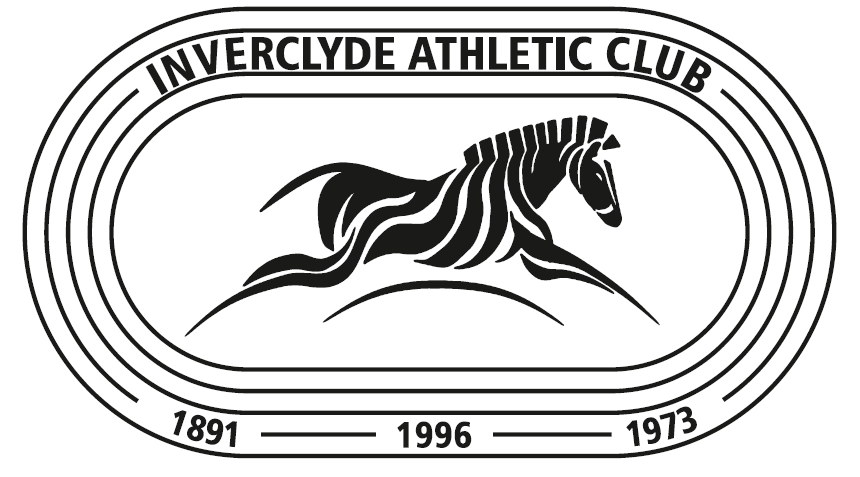 INVERCLYDE ATHLETIC CLUB
1891 1996 1973